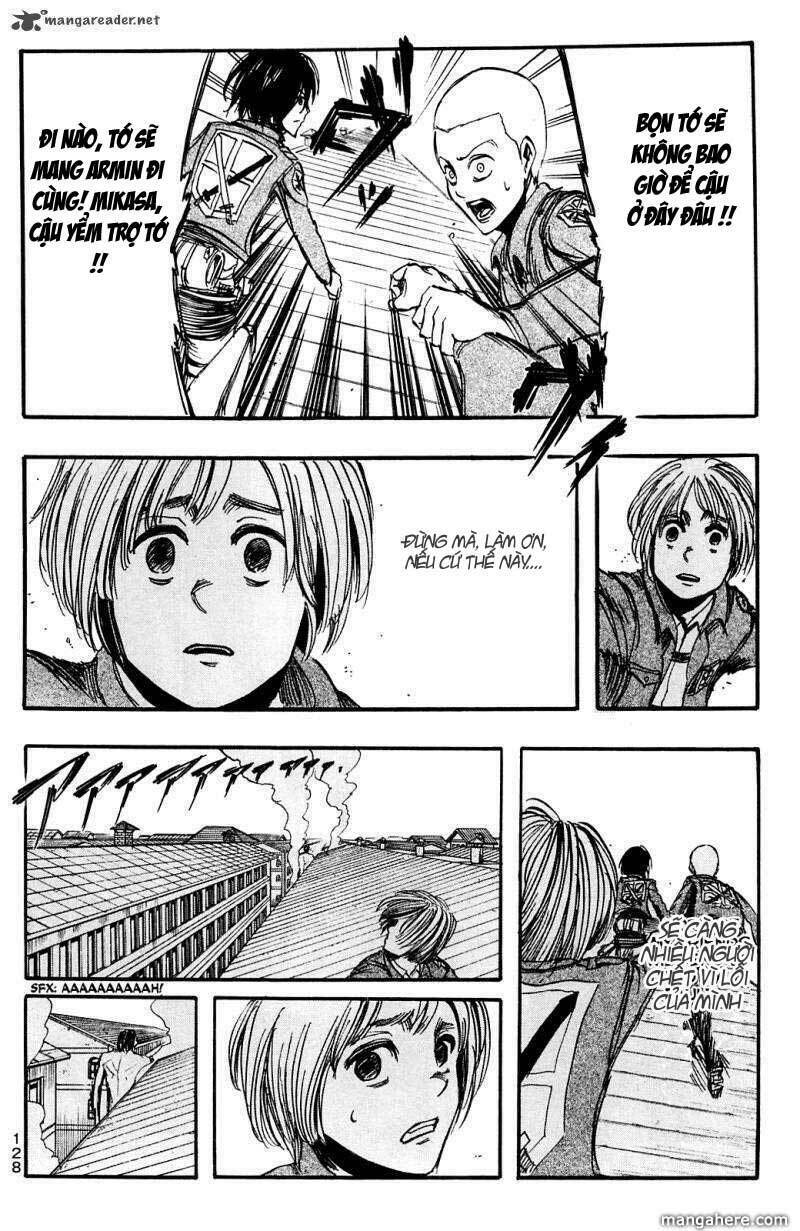 mangareader.net
BỌN TỚ SẼ
KHÔNG BAO
GIỜ ĐỂ CẬU
Ở ĐÂY ĐÂU !!
ĐI NÀO, TỚ SẼ
MANG ARMIN ĐI
CÙNG! MIKASA,
CẬU YỂM TRỢ TỚ
!!
ĐỪNG MÀ, LÀM ƠN,
NẾU CỨ THẾ NÀY....
SẼ CÀNG
NHIỀU NGƯỜI
CHẾT VÌ LỖI
CỦA MÌNH
SFX: AAAAAAAAAAH!
128
mangahere.com